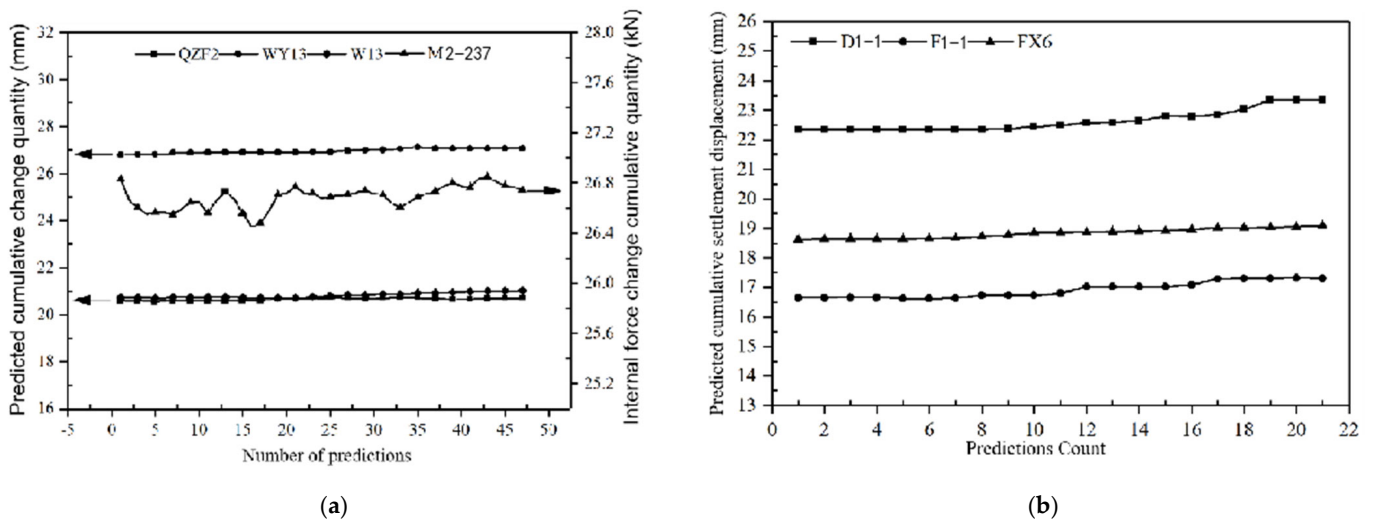 Predicted cumulative change quantity (mm)
32
30
28
26
24
22
20
18
16
QZF2 WY13 W13 M2-237
28.0
27.6
27.2
26.8
26.4
26.0
25.6
25.2
Internal force change cumulative quantity (kN)
-5 0 5 10 15 20 25 30 35 40 45 50
Number of predictions
(a)
Predicted cumulative settlement displacement (mm)
26
25
24
23
22
21
20
19
18
17
16
15
14
13
D1-1 F1-1 FX6
0 2 4 6 8 10 12 14 16 18 20 22
Predictions Count
(b)